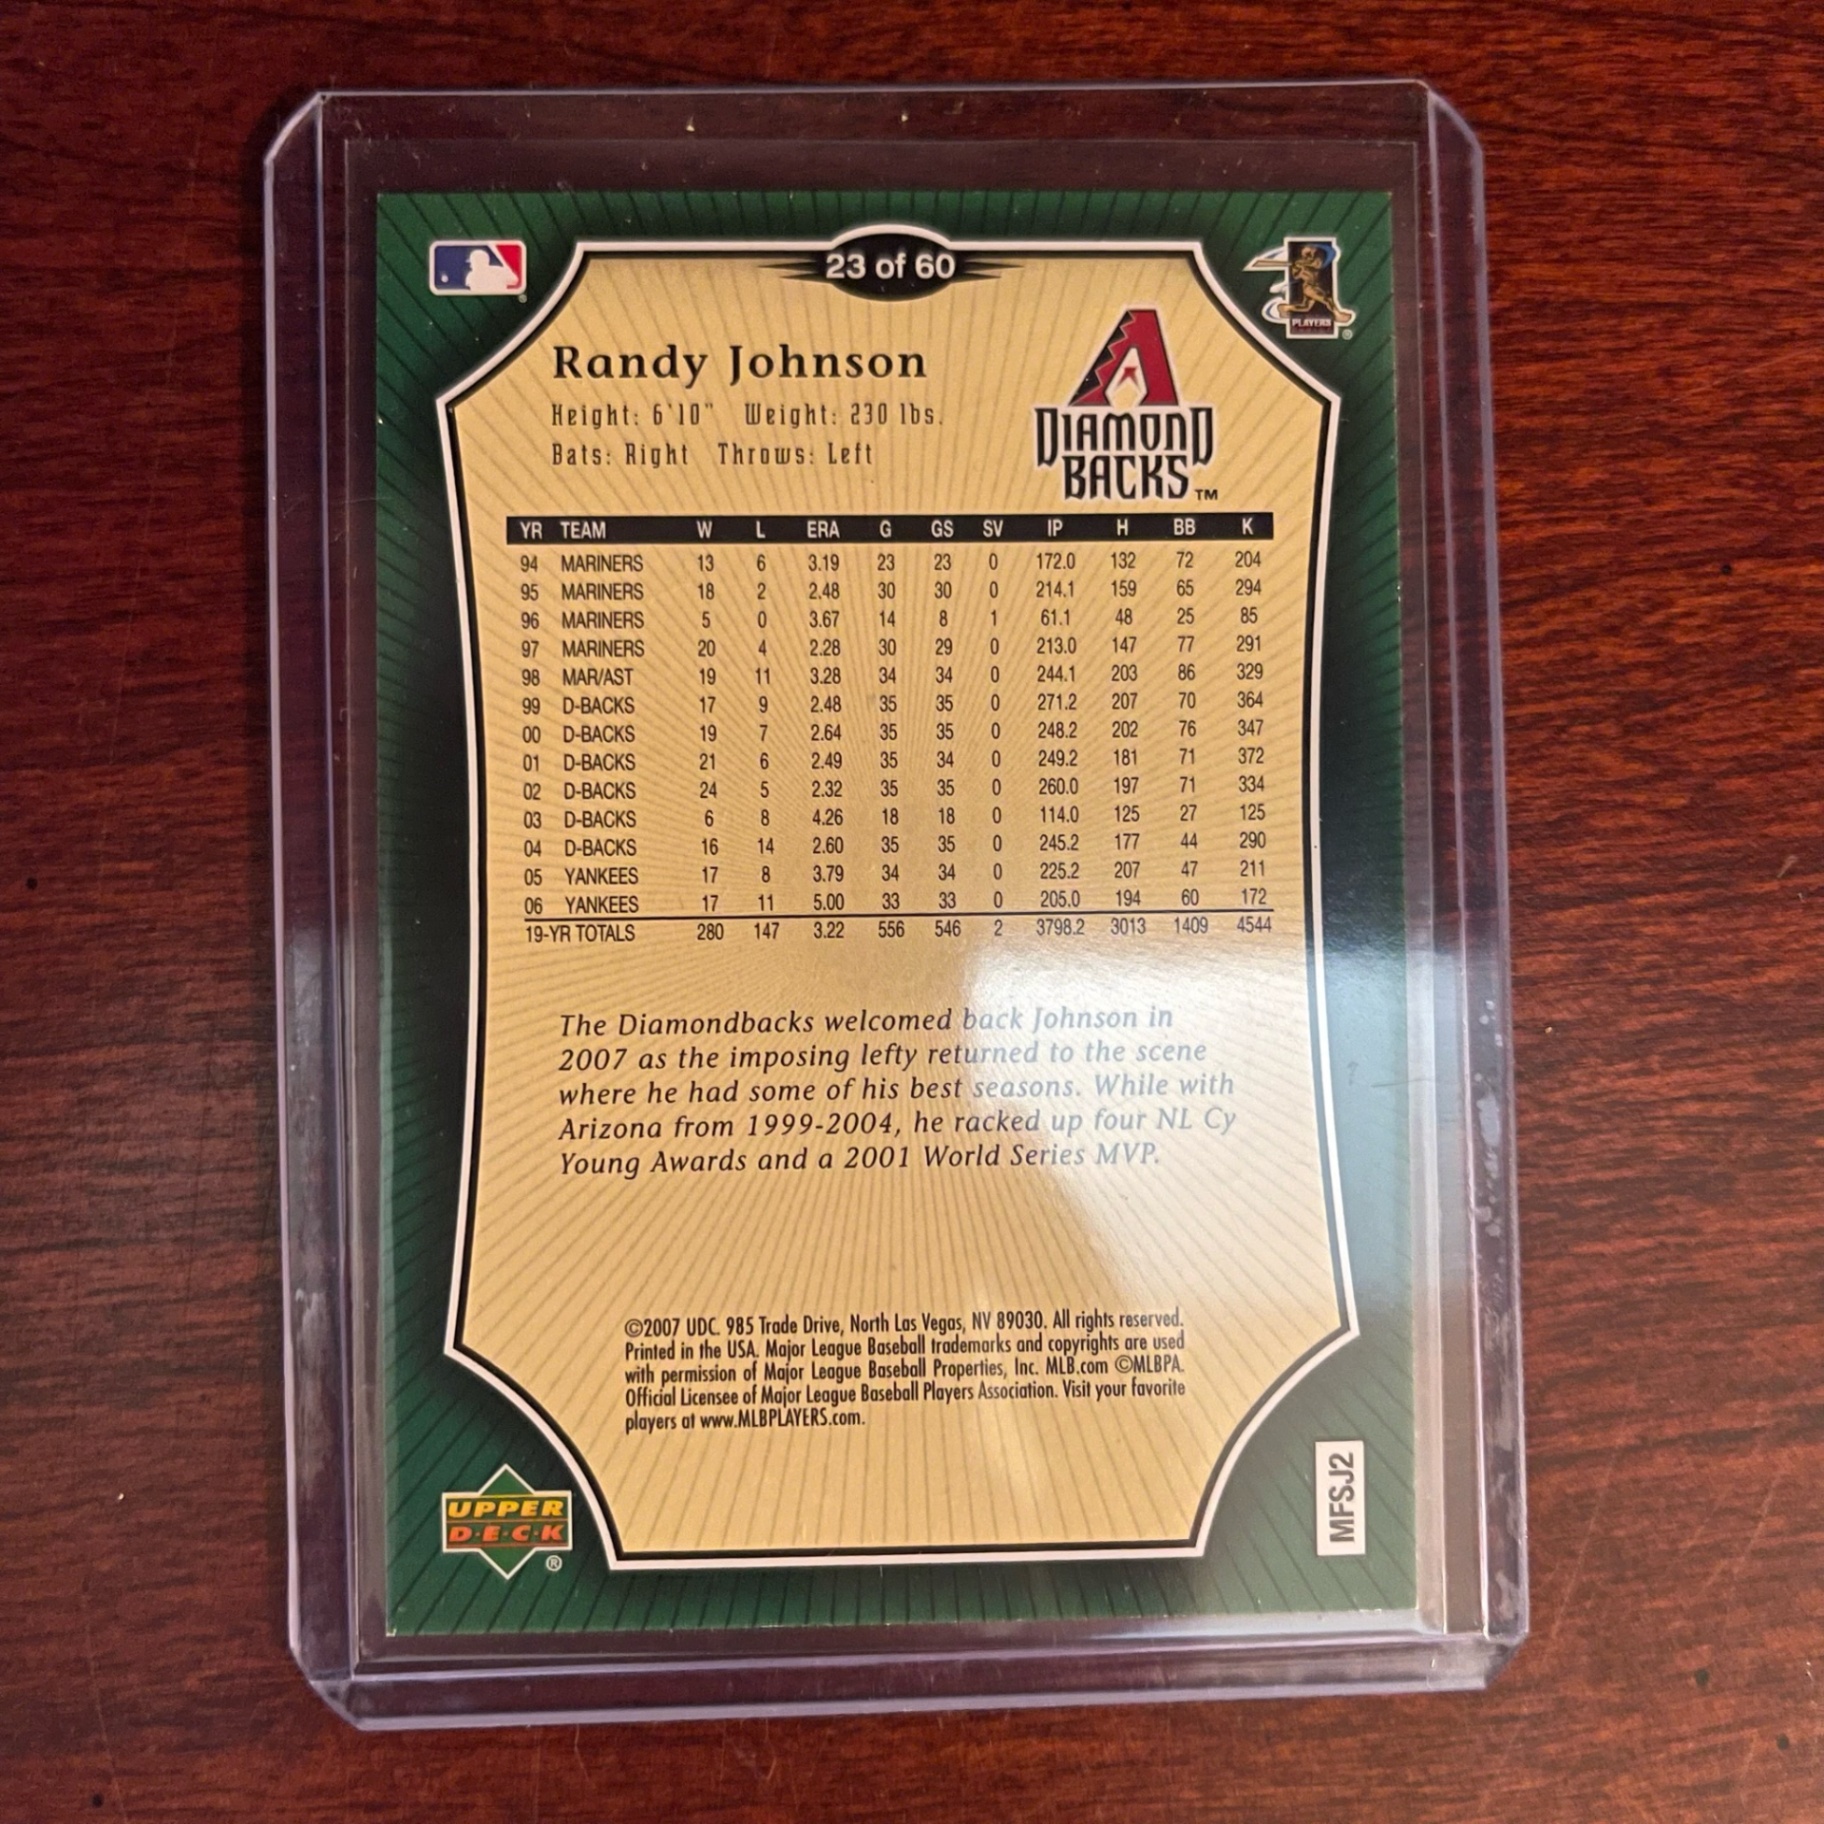 23 of 60
PLAYERS
Randy Johnson
Height: 6'10" Weight: 230 lbs.
Bats: Right Throws: Left
DIAMOND
BACKS™
YR TEAM W L ERA G GS SV IP H BB K
94 MARINERS 13 6 3.19 23 23 0 172.0 132 72 204
95 MARINERS 18 2 2.48 30 30 0 214.1 159 65 294
96 MARINERS 5 0 3.67 14 8 1 61.1 48 25 85
97 MARINERS 20 4 2.28 30 29 0 213.0 147 77 291
98 MAR/AST 19 11 3.28 34 34 0 244.1 203 86 329
99 D-BACKS 17 9 2.48 35 35 0 271.2 207 70 364
00 D-BACKS 19 7 2.64 35 35 0 248.2 202 76 347
01 D-BACKS 21 6 2.49 35 34 0 249.2 181 71 372
02 D-BACKS 24 5 2.32 35 35 0 260.0 197 71 334
03 D-BACKS 6 8 4.26 18 18 0 114.0 125 27 125
04 D-BACKS 16 14 2.60 35 35 0 245.2 177 44 290
05 YANKEES 17 8 3.79 34 34 0 225.2 207 47 211
06 YANKEES 17 11 5.00 33 33 0 205.0 194 60 172
19-YR TOTALS 280 147 3.22 556 546 2 3798.2 3013 1409 4544
The Diamondbacks welcomed back Johnson in
2007 as the imposing lefty returned to the scene
where he had some of his best seasons. While with
Arizona from 1999-2004, he racked up four NL Cy
Young Awards and a 2001 World Series MVP.
©2007 UDC. 985 Trade Drive, North Las Vegas, NV 89030. All rights reserved.
Printed in the USA. Major League Baseball trademarks and copyrights are used
with permission of Major League Baseball Properties, Inc. MLB.com ©MLBPA.
Official Licensee of Major League Baseball Players Association. Visit your favorite
players at www.MLBPLAYERS.com.
UPPER
D·E·C·K
®
MFSJ2